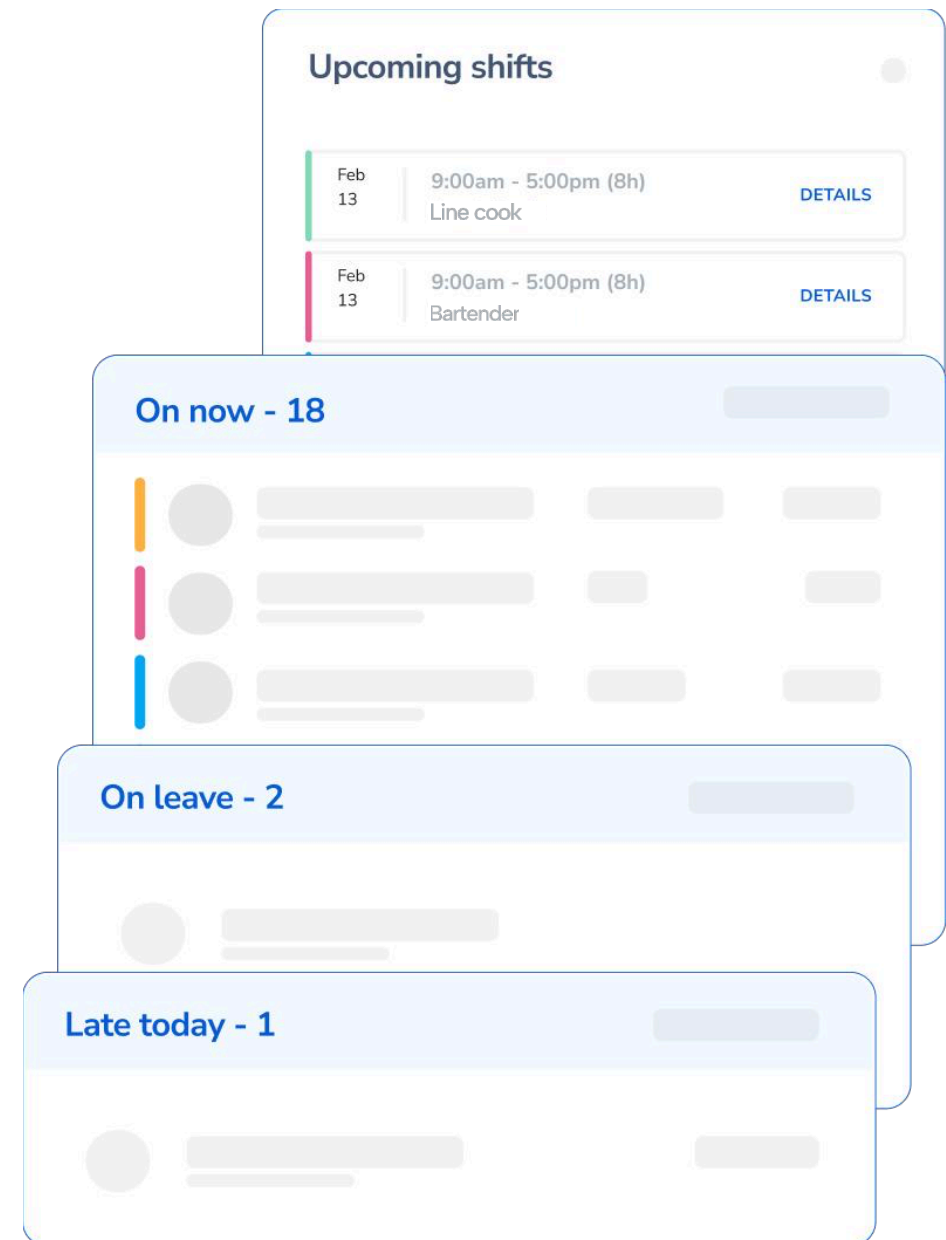 Upcoming shifts
Feb
13
9:00am - 5:00pm (8h)
Line cook
DETAILS
Feb
13
9:00am - 5:00pm (8h)
Bartender
DETAILS
On now - 18
On leave - 2
Late today - 1